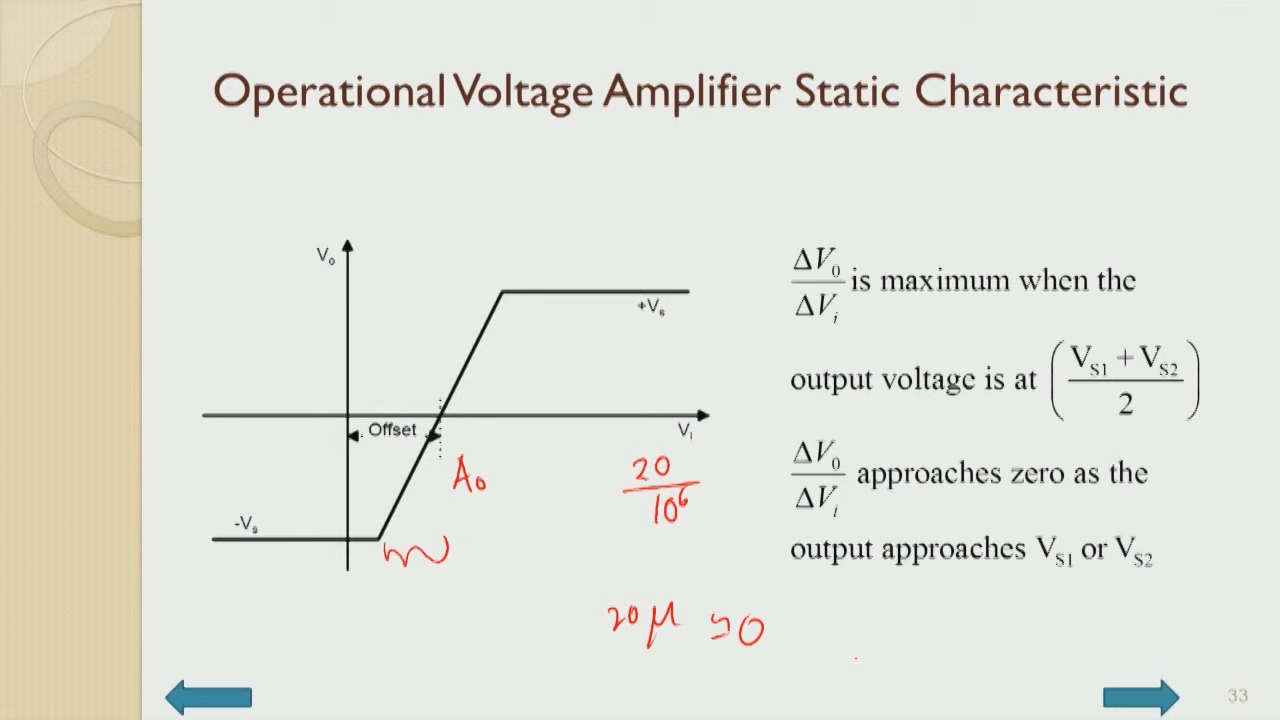 Operational Voltage Amplifier Static Characteristic
V₀
+Vₛ
Offset
Vᵢ
-Vₛ
A₀
20
10⁶
20 μ ≃ 0
ΔV₀/ΔVᵢ is maximum when the
output voltage is at ((V_S1 + V_S2)/2)
ΔV₀/ΔVᵢ approaches zero as the
output approaches V_S1 or V_S2
33